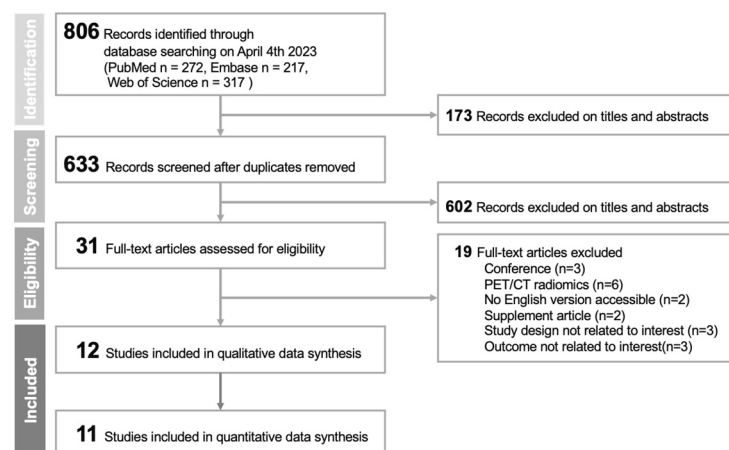 Identification
806 Records identified through
database searching on April 4th 2023
(PubMed n = 272, Embase n = 217,
Web of Science n = 317 )
173 Records excluded on titles and abstracts
Screening
633 Records screened after duplicates removed
602 Records excluded on titles and abstracts
Eligibility
31 Full-text articles assessed for eligibility
19 Full-text articles excluded
Conference (n=3)
PET/CT radiomics (n=6)
No English version accessible (n=2)
Supplement article (n=2)
Study design not related to interest (n=3)
Outcome not related to interest(n=3)
Included
12 Studies included in qualitative data synthesis
11 Studies included in quantitative data synthesis